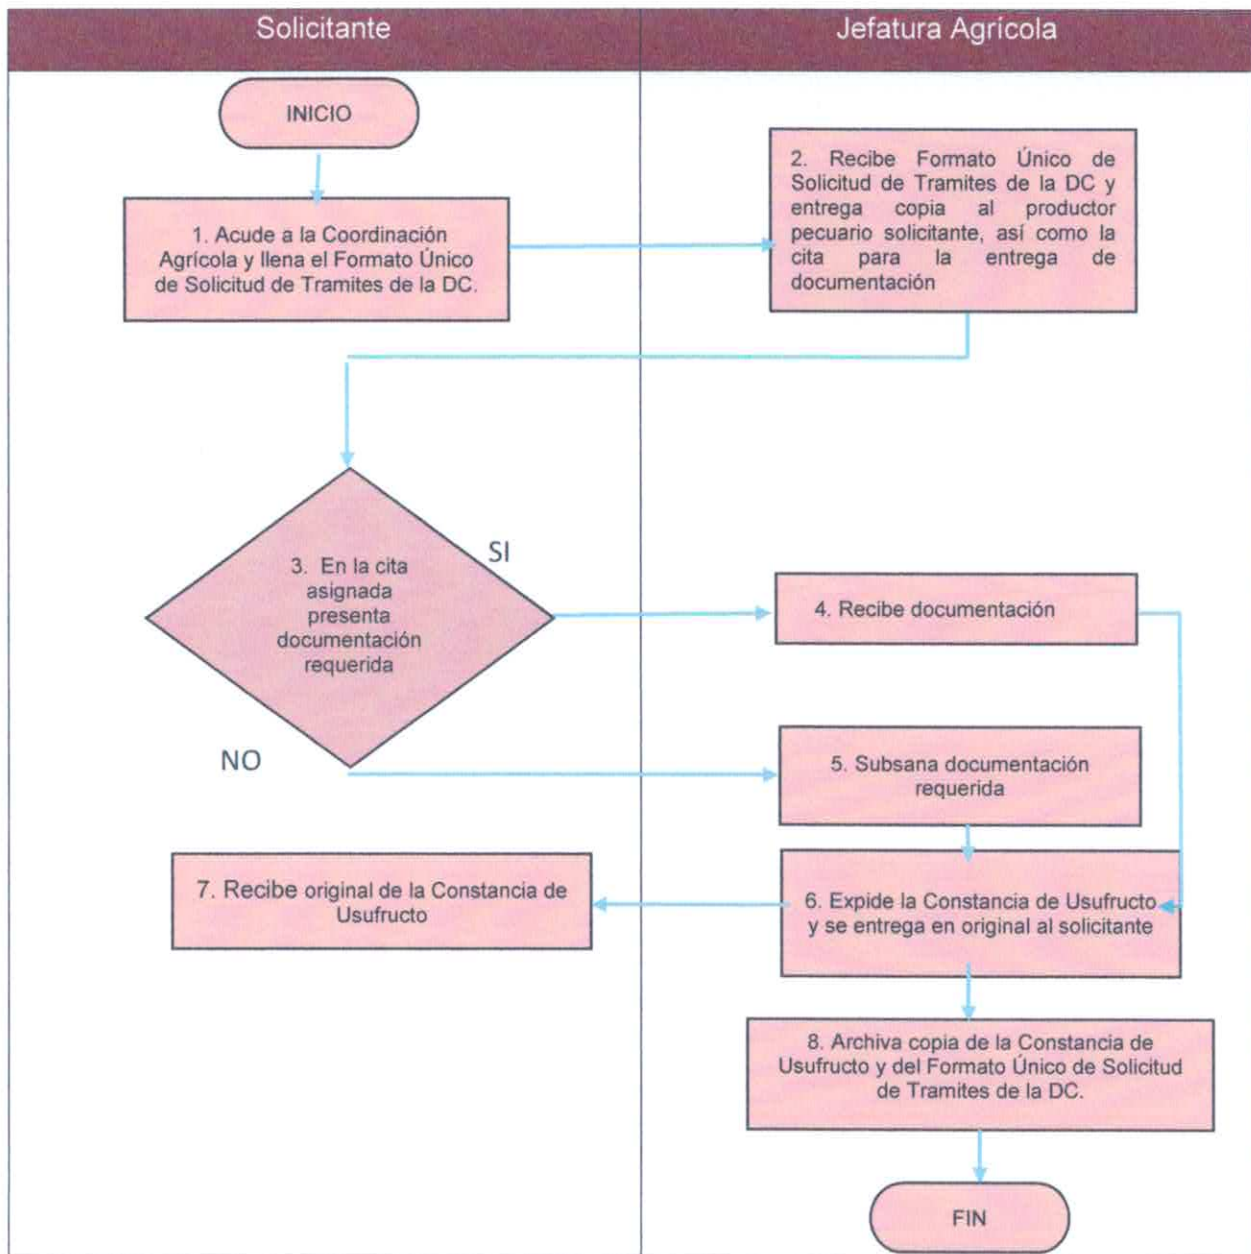 Solicitante
Jefatura Agrícola
INICIO
1. Acude a la Coordinación
Agrícola y llena el Formato Único
de Solicitud de Tramites de la DC.
2. Recibe Formato Único de
Solicitud de Tramites de la DC y
entrega copia al productor
pecuario solicitante, así como la
cita para la entrega de
documentación
3. En la cita
asignada
presenta
documentación
requerida
SI
4. Recibe documentación
NO
5. Subsana documentación
requerida
7. Recibe original de la Constancia de
Usufructo
6. Expide la Constancia de Usufructo
y se entrega en original al solicitante
8. Archiva copia de la Constancia de
Usufructo y del Formato Único de Solicitud
de Tramites de la DC.
FIN